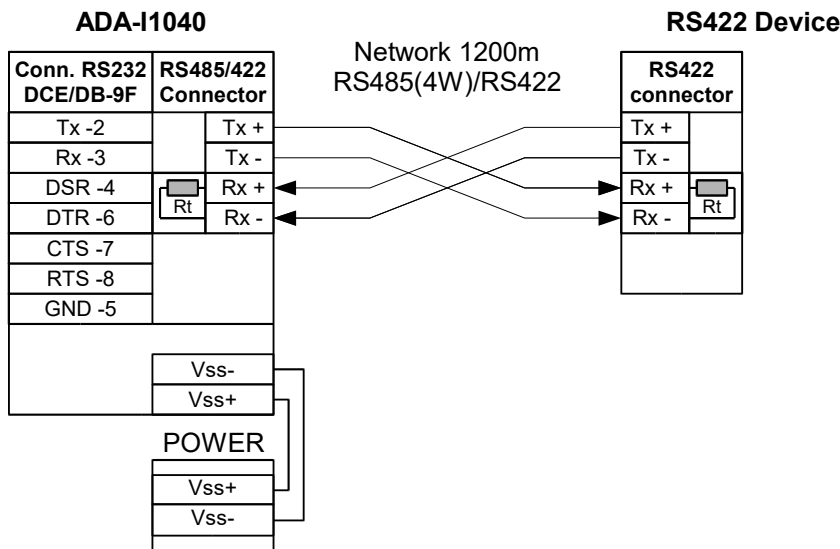 ADA-I1040
RS422 Device
Network 1200m
RS485(4W)/RS422
Conn. RS232
DCE/DB-9F
RS485/422
Connector
Tx -2
Rx -3
DSR -4
DTR -6
CTS -7
RTS -8
GND -5
Tx +
Tx -
Rx +
Rx -
Rt
RS422
connector
Tx +
Tx -
Rx +
Rx -
Rt
Vss-
Vss+
POWER
Vss+
Vss-